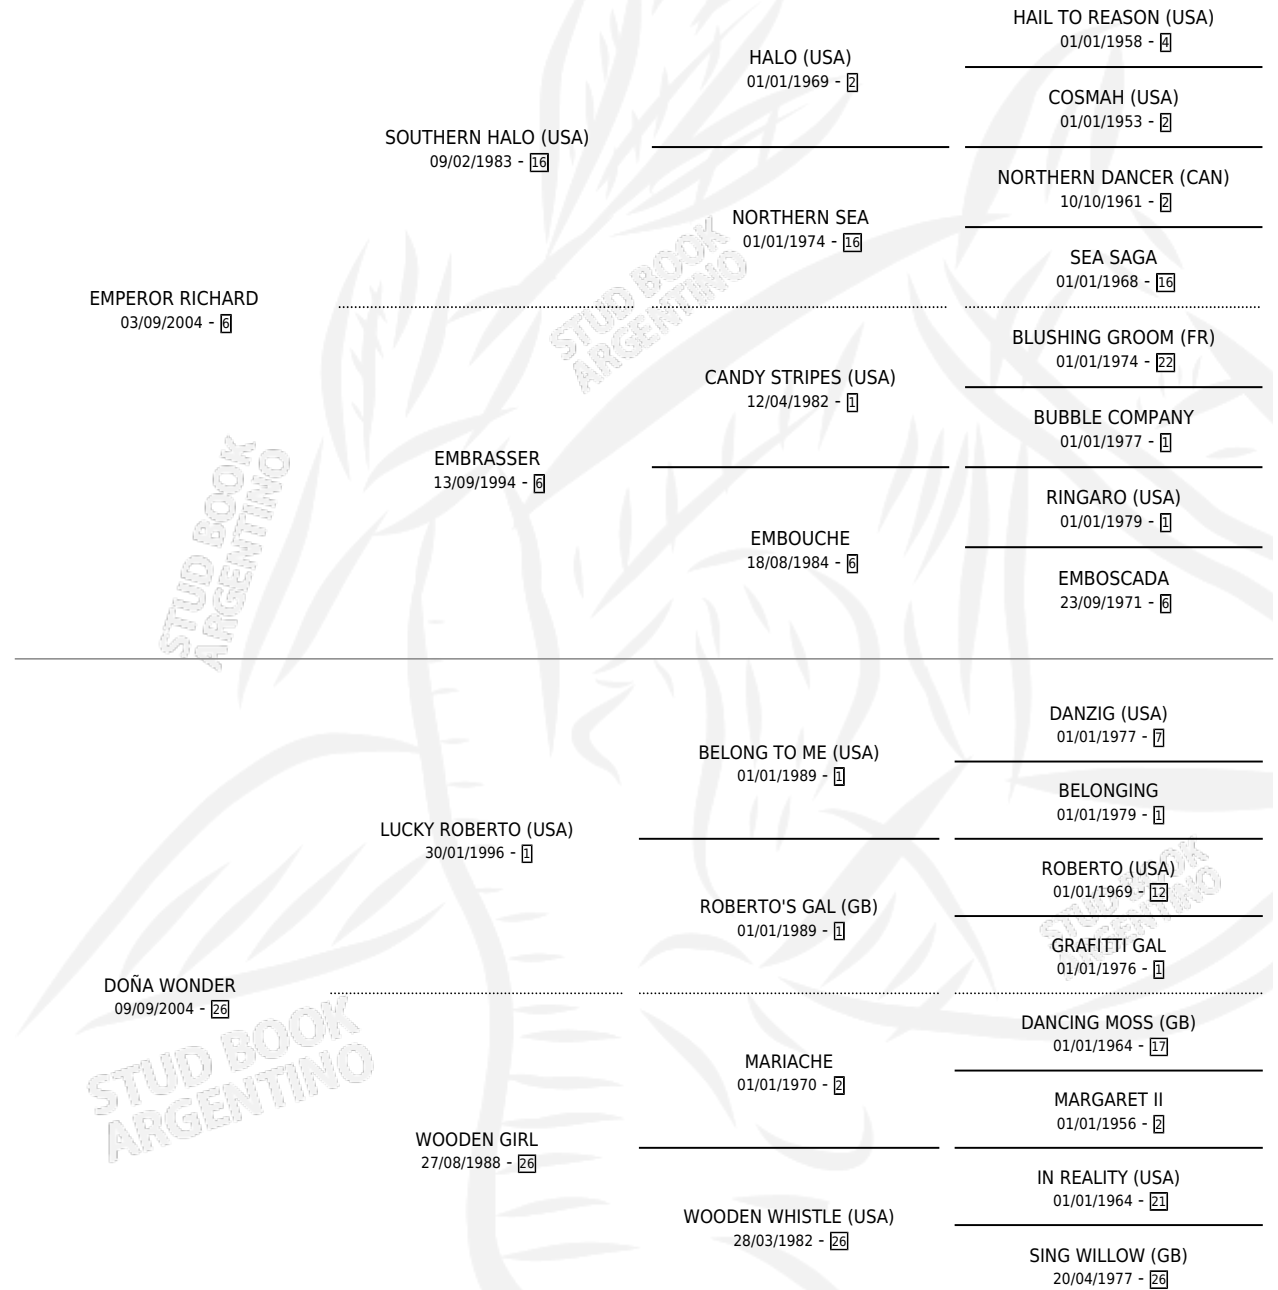 HAIL TO REASON (USA)
01/01/1958 - 4
HALO (USA)
01/01/1969 - 2
COSMAH (USA)
01/01/1953 - 2
SOUTHERN HALO (USA)
09/02/1983 - 16
NORTHERN DANCER (CAN)
10/10/1961 - 2
NORTHERN SEA
01/01/1974 - 16
SEA SAGA
01/01/1968 - 16
EMPEROR RICHARD
03/09/2004 - 6
STUD BOOK
ARGENTINO
BLUSHING GROOM (FR)
01/01/1974 - 22
CANDY STRIPES (USA)
12/04/1982 - 1
BUBBLE COMPANY
01/01/1977 - 1
EMBRASSER
13/09/1994 - 6
RINGARO (USA)
01/01/1979 - 1
EMBOUCHE
18/08/1984 - 6
EMBOSCADA
23/09/1971 - 6
STUD BOOK
ARGENTINO
DANZIG (USA)
01/01/1977 - 7
BELONG TO ME (USA)
01/01/1989 - 1
BELONGING
01/01/1979 - 1
LUCKY ROBERTO (USA)
30/01/1996 - 1
ROBERTO (USA)
01/01/1969 - 12
ROBERTO'S GAL (GB)
01/01/1989 - 1
GRAFITTI GAL
01/01/1976 - 1
STUD BOOK
ARGENTINO
DOÑA WONDER
09/09/2004 - 26
DANCING MOSS (GB)
01/01/1964 - 17
MARIACHE
01/01/1970 - 2
MARGARET II
01/01/1956 - 2
STUD BOOK
ARGENTINO
WOODEN GIRL
27/08/1988 - 26
IN REALITY (USA)
01/01/1964 - 21
WOODEN WHISTLE (USA)
28/03/1982 - 26
SING WILLOW (GB)
20/04/1977 - 26